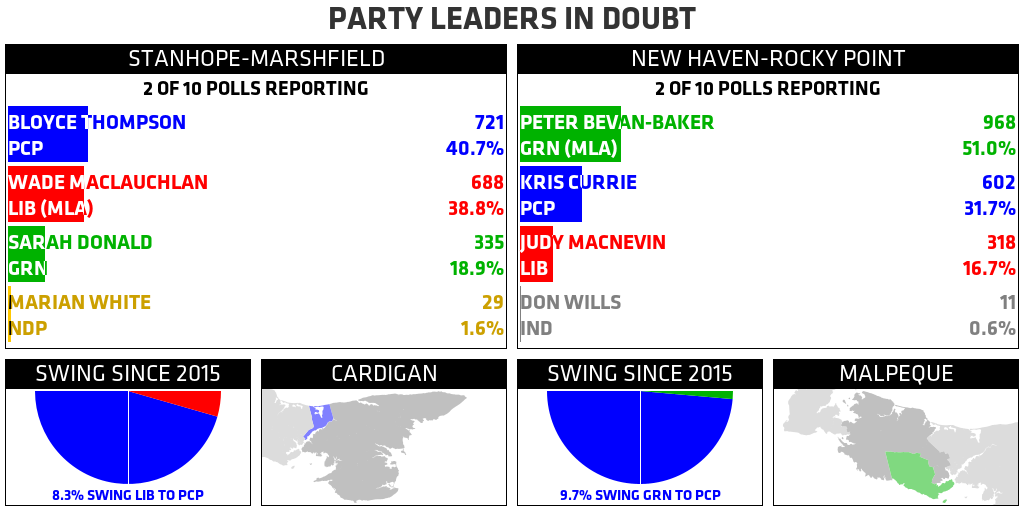 PARTY LEADERS IN DOUBT
STANHOPE-MARSHFIELD
2 OF 10 POLLS REPORTING
BLOYCE THOMPSON 721
PCP 40.7%
WADE MACLAUCHLAN 688
LIB (MLA) 38.8%
SARAH DONALD 335
GRN 18.9%
MARIAN WHITE 29
NDP 1.6%
NEW HAVEN-ROCKY POINT
2 OF 10 POLLS REPORTING
PETER BEVAN-BAKER 968
GRN (MLA) 51.0%
KRIS CURRIE 602
PCP 31.7%
JUDY MACNEVIN 318
LIB 16.7%
DON WILLS 11
IND 0.6%
SWING SINCE 2015
8.3% SWING LIB TO PCP
CARDIGAN
SWING SINCE 2015
9.7% SWING GRN TO PCP
MALPEQUE